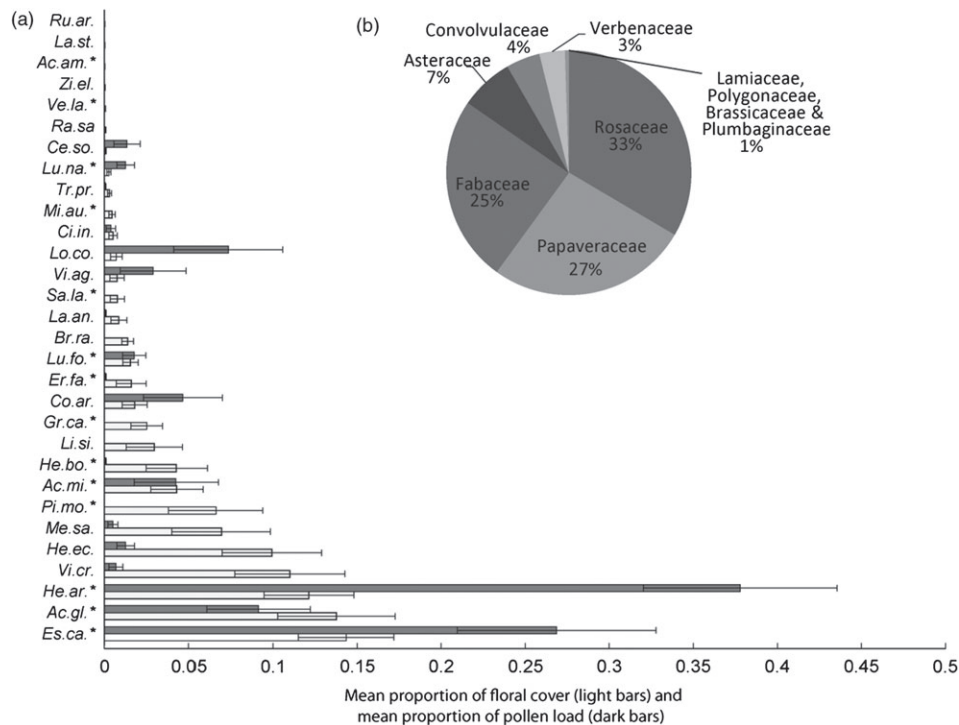 (a)
Ru.ar.
La.st.
Ac.am.*
Zi.el.
Ve.la.*
Ra.sa
Ce.so.
Lu.na.*
Tr.pr.
Mi.au.*
Ci.in.
Lo.co.
Vi.ag.
Sa.la.*
La.an.
Br.ra.
Lu.fo.*
Er.fa.*
Co.ar.
Gr.ca.*
Li.si.
He.bo.*
Ac.mi.*
Pi.mo.*
Me.sa.
He.ec.
Vi.cr.
He.ar.*
Ac.gl.*
Es.ca.*
0 0.05 0.1 0.15 0.2 0.25 0.3 0.35 0.4 0.45 0.5
Mean proportion of floral cover (light bars) and
mean proportion of pollen load (dark bars)
(b)
Convolvulaceae
4%
Verbenaceae
3%
Asteraceae
7%
Lamiaceae,
Polygonaceae,
Brassicaceae &
Plumbaginaceae
1%
Rosaceae
33%
Fabaceae
25%
Papaveraceae
27%